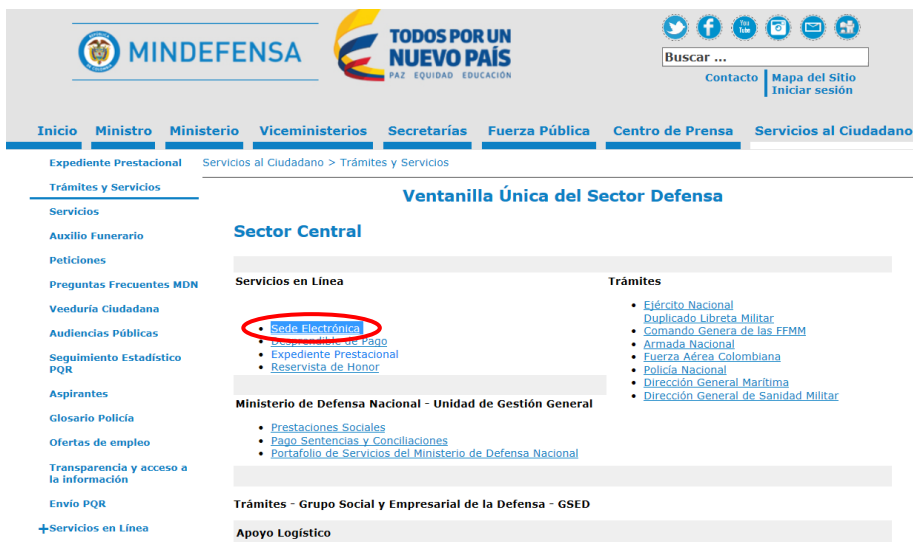 MINDEFENSA
TODOS POR UN
NUEVO PAÍS
PAZ EQUIDAD EDUCACIÓN
You
Tube
Buscar ...
Contacto
Mapa del Sitio
Iniciar sesión
Inicio Ministro Ministerio Viceministerios Secretarías Fuerza Pública Centro de Prensa Servicios al Ciudadano
Expediente Prestacional
Trámites y Servicios
Servicios
Auxilio Funerario
Peticiones
Preguntas Frecuentes MDN
Veeduría Ciudadana
Audiencias Públicas
Seguimiento Estadístico
PQR
Aspirantes
Glosario Policía
Ofertas de empleo
Transparencia y acceso a
la información
Envío PQR
+Servicios en Línea
Servicios al Ciudadano > Trámites y Servicios
Ventanilla Única del Sector Defensa
Sector Central
Servicios en Línea
• Sede Electrónica
• Desprendible de Pago
• Expediente Prestacional
• Reservista de Honor
Trámites
• Ejército Nacional
Duplicado Libreta Militar
• Comando Genera de las FFMM
• Armada Nacional
• Fuerza Aérea Colombiana
• Policía Nacional
• Dirección General Marítima
• Dirección General de Sanidad Militar
Ministerio de Defensa Nacional - Unidad de Gestión General
• Prestaciones Sociales
• Pago Sentencias y Conciliaciones
• Portafolio de Servicios del Ministerio de Defensa Nacional
Trámites - Grupo Social y Empresarial de la Defensa - GSED
Apoyo Logístico